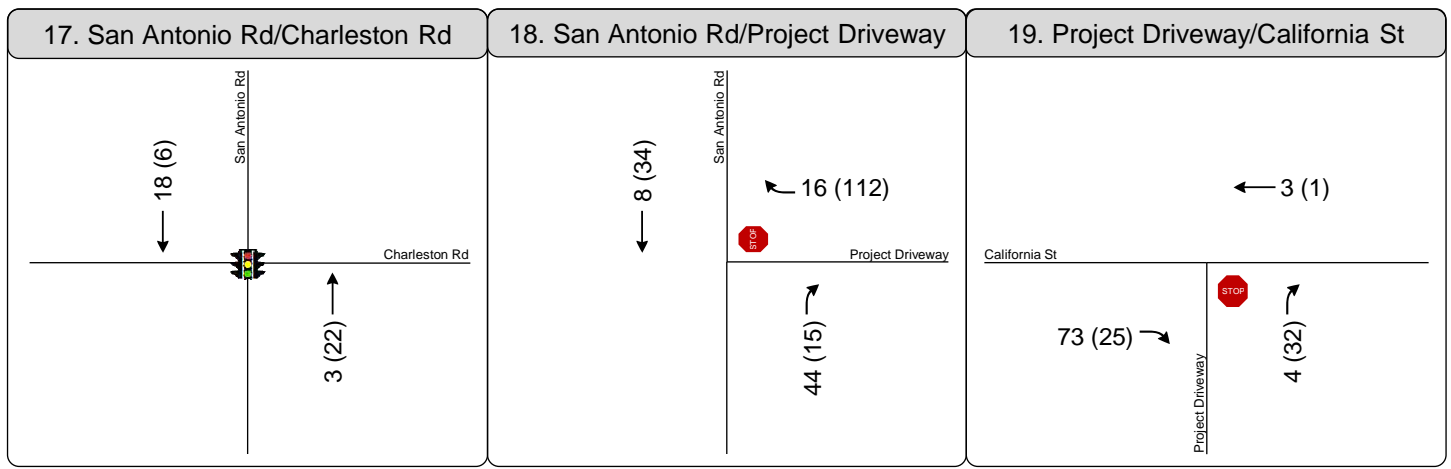 17. San Antonio Rd/Charleston Rd
San Antonio Rd
18 (6)
Charleston Rd
3 (22)
18. San Antonio Rd/Project Driveway
San Antonio Rd
8 (34)
16 (112)
STOP
Project Driveway
44 (15)
19. Project Driveway/California St
3 (1)
California St
STOP
73 (25)
Project Driveway
4 (32)